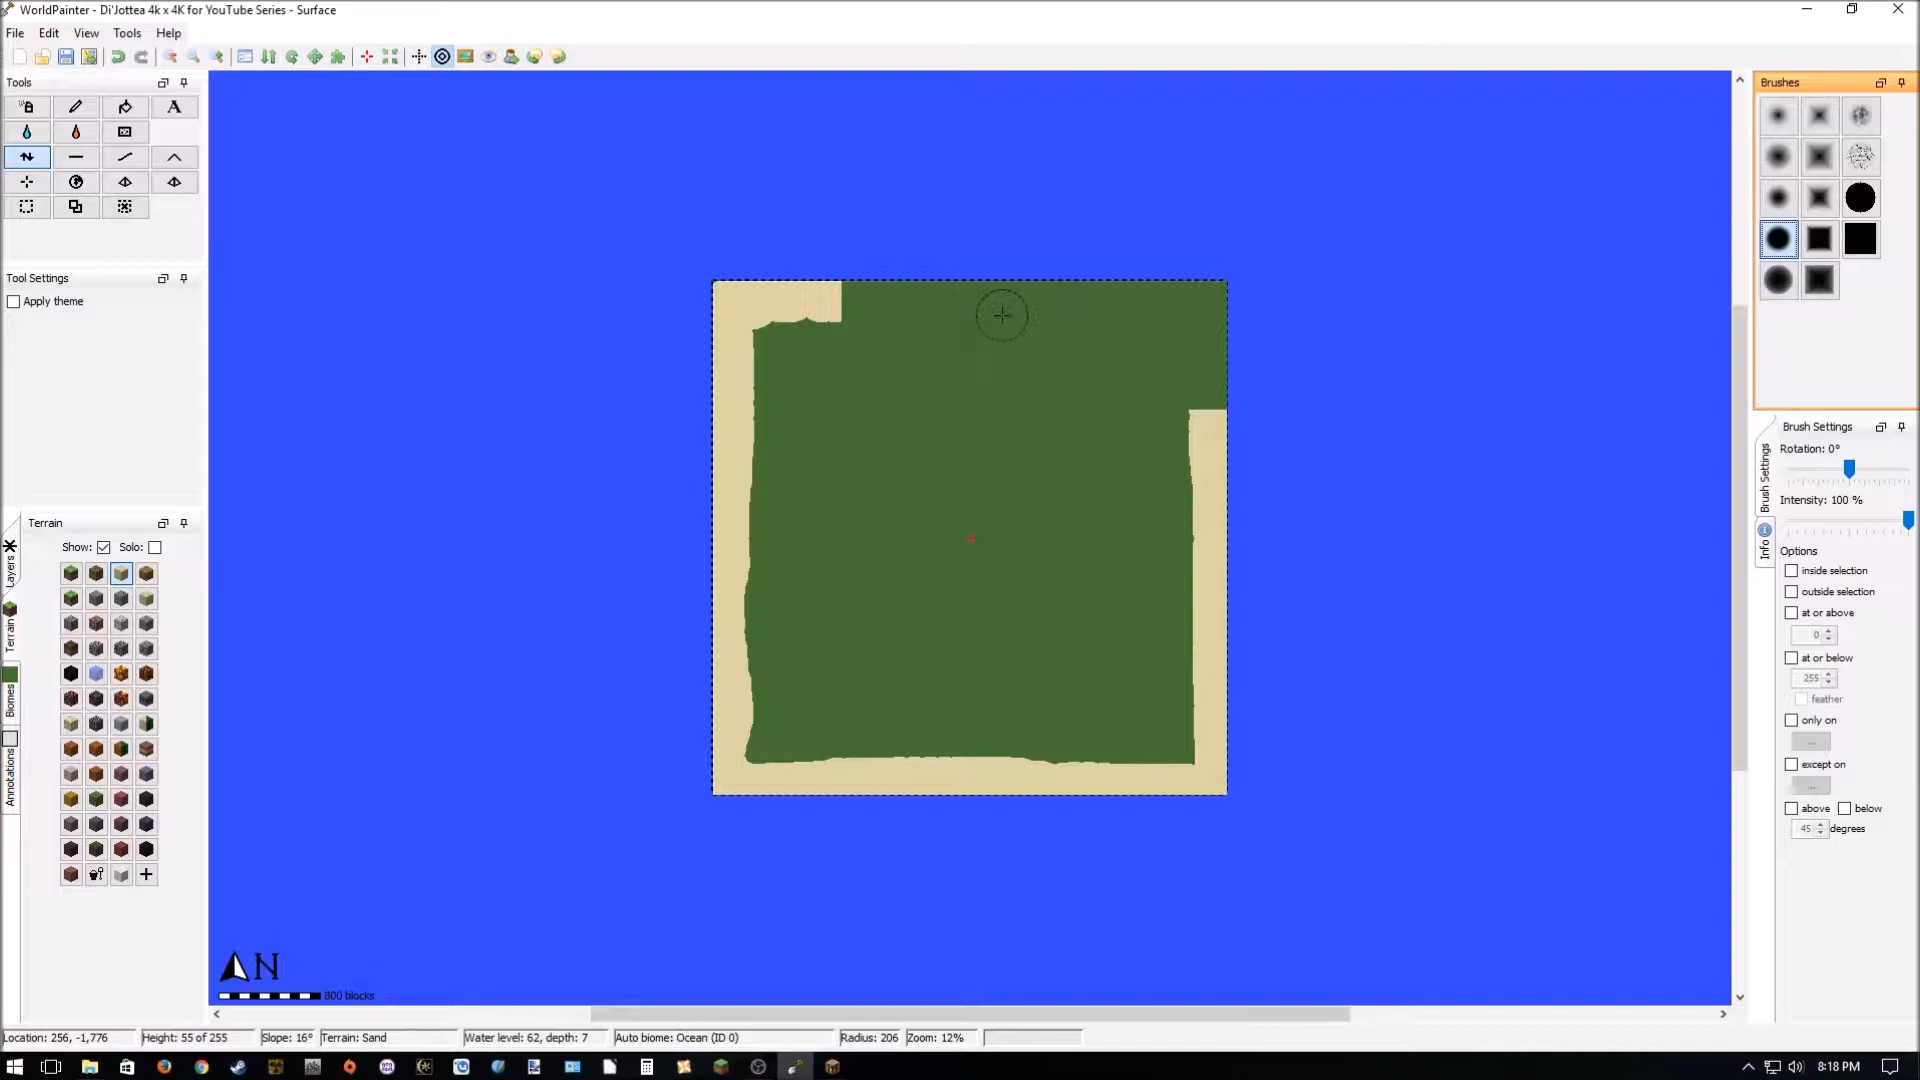 WorldPainter - Di'Jottea 4k x 4K for YouTube Series - Surface
File Edit View Tools Help
Tools
A
Tool Settings
Apply theme
Terrain
Show: Solo:
Layers
Terrain
Biomes
Annotations
N
800 blocks
Brushes
Brush Settings
Info
Brush Settings
Rotation: 0°
Intensity: 100 %
Options
inside selection
outside selection
at or above
0
at or below
255
feather
only on
...
except on
...
above below
45 degrees
Location: 256, -1,776 Height: 55 of 255 Slope: 16° Terrain: Sand Water level: 62, depth: 7 Auto biome: Ocean (ID 0) Radius: 206 Zoom: 12%
8:18 PM